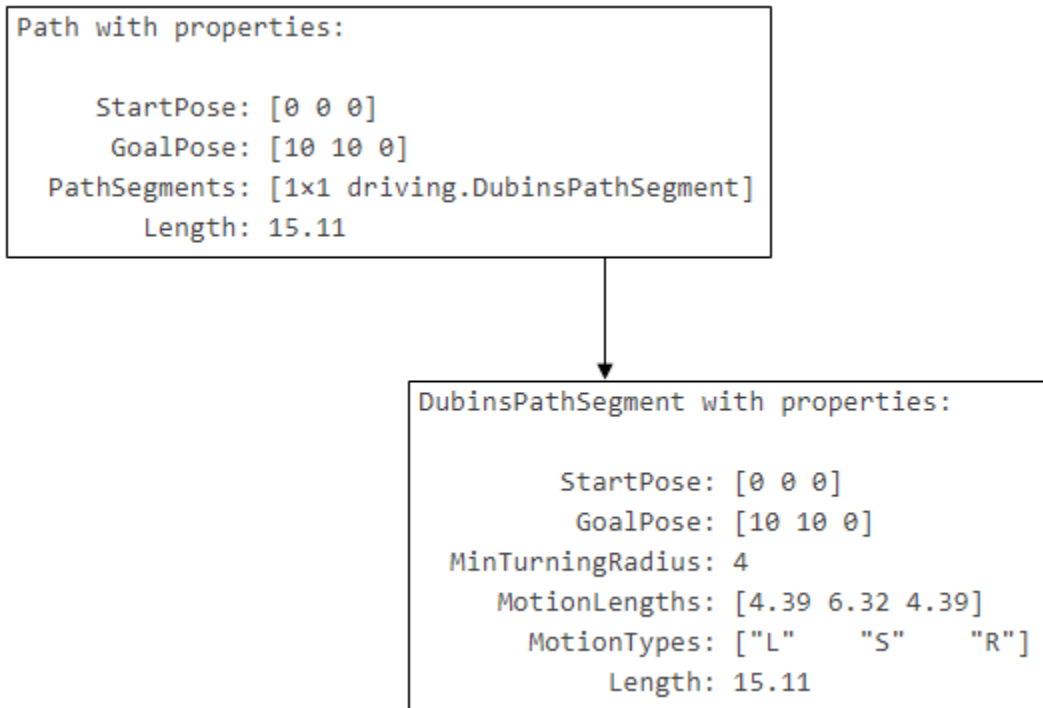 Path with properties:
StartPose: [0 0 0]
GoalPose: [10 10 0]
PathSegments: [1×1 driving.DubinsPathSegment]
Length: 15.11
DubinsPathSegment with properties:
StartPose: [0 0 0]
GoalPose: [10 10 0]
MinTurningRadius: 4
MotionLengths: [4.39 6.32 4.39]
MotionTypes: ["L" "S" "R"]
Length: 15.11